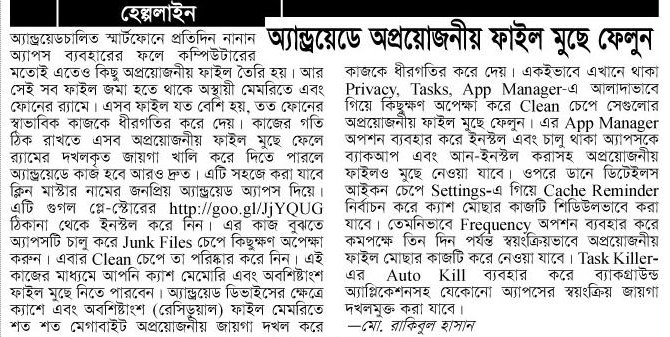 হেল্পলাইন
অ্যান্ড্রয়েডে অপ্রয়োজনীয় ফাইল মুছে ফেলুন
অ্যান্ড্রয়েডচালিত স্মার্টফোনে প্রতিদিন নানান
অ্যাপস ব্যবহারের ফলে কম্পিউটারের
মতোই এতেও কিছু অপ্রয়োজনীয় ফাইল তৈরি হয়। আর
সেই সব ফাইল জমা হতে থাকে অস্থায়ী মেমরিতে এবং
ফোনের র‍্যামে। এসব ফাইল যত বেশি হয়, তত ফোনের
স্বাভাবিক কাজকে ধীরগতির করে দেয়। কাজের গতি
ঠিক রাখতে এসব অপ্রয়োজনীয় ফাইল মুছে ফেলে
র‍্যামের দখলকৃত জায়গা খালি করে দিতে পারলে
অ্যান্ড্রয়েডে কাজ হবে আরও দ্রুত। এটি সহজে করা যাবে
ক্লিন মাস্টার নামের জনপ্রিয় অ্যান্ড্রয়েড অ্যাপস দিয়ে।
এটি গুগল প্লে-স্টোরের http://goo.gl/JjYQUG
ঠিকানা থেকে ইনস্টল করে নিন। এর কাজ বুঝতে
অ্যাপসটি চালু করে Junk Files চেপে কিছুক্ষণ অপেক্ষা
করুন। এবার Clean চেপে তা পরিষ্কার করে নিন। এই
কাজের মাধ্যমে আপনি ক্যাশ মেমোরি এবং অবশিষ্টাংশ
ফাইল মুছে নিতে পারবেন। অ্যান্ড্রয়েড ডিভাইসের ক্ষেত্রে
ক্যাশে এবং অবশিষ্টাংশ (রেসিডুয়াল) ফাইল মেমরিতে
শত শত মেগাবাইট অপ্রয়োজনীয় জায়গা দখল করে
কাজকে ধীরগতির করে দেয়। একইভাবে এখানে থাকা
Privacy, Tasks, App Manager-এ আলাদাভাবে
গিয়ে কিছুক্ষণ অপেক্ষা করে Clean চেপে সেগুলোর
অপ্রয়োজনীয় ফাইল মুছে ফেলুন। এর App Manager
অপশন ব্যবহার করে ইনস্টল এবং চালু থাকা অ্যাপসকে
ব্যাকআপ এবং আন-ইনস্টল করাসহ অপ্রয়োজনীয়
ফাইলও মুছে নেওয়া যাবে। ওপরে ডানে ডিটেইলস
আইকন চেপে Settings-এ গিয়ে Cache Reminder
নির্বাচন করে ক্যাশ মোছার কাজটি শিডিউলভাবে করা
যাবে। তেমনিভাবে Frequency অপশন ব্যবহার করে
কমপক্ষে তিন দিন পর্যন্ত স্বয়ংক্রিয়ভাবে অপ্রয়োজনীয়
ফাইল মোছার কাজটি করে নেওয়া যাবে। Task Killer-
এর Auto Kill ব্যবহার করে ব্যাকগ্রাউন্ড
অ্যাপ্লিকেশনসহ যেকোনো অ্যাপসের স্বয়ংক্রিয় জায়গা
দখলমুক্ত করা যাবে।
—মো. রাকিবুল হাসান